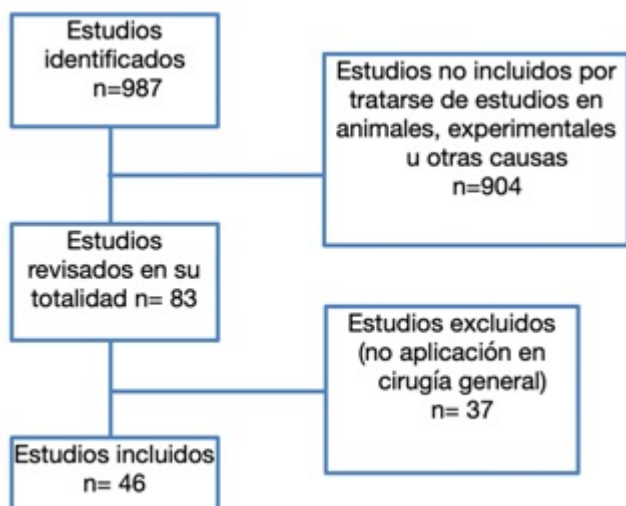 Estudios
identificados
n=987
Estudios no incluidos por
tratarse de estudios en
animales, experimentales
u otras causas
n=904
Estudios
revisados en su
totalidad n= 83
Estudios excluidos
(no aplicación en
cirugía general)
n= 37
Estudios incluidos
n= 46